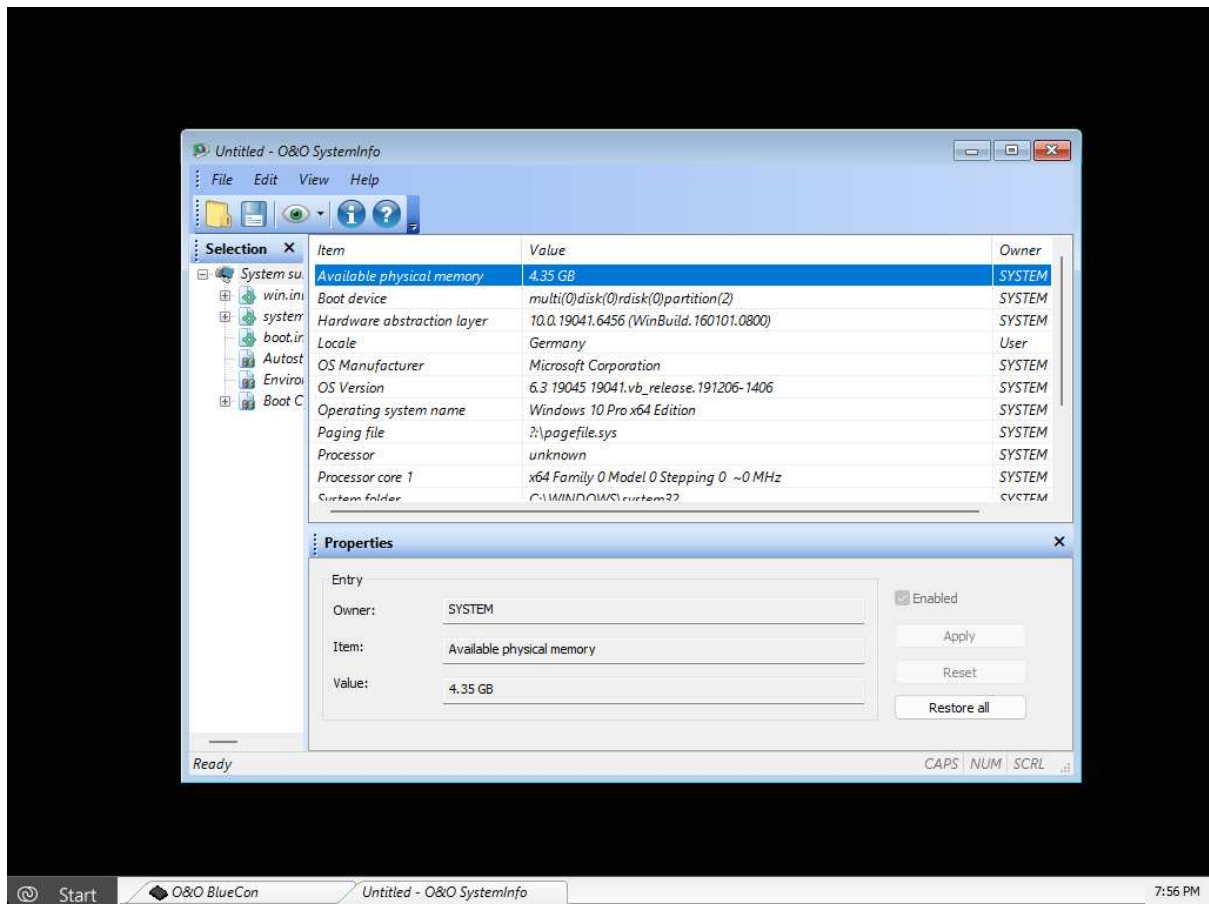 Untitled - O&O SystemInfo
File Edit View Help
Selection X
Item Value Owner
System su
Available physical memory 4.35 GB SYSTEM
win.ini
Boot device multi(0)disk(0)rdisk(0)partition(2) SYSTEM
system
Hardware abstraction layer 10.0.19041.6456 (WinBuild.160101.0800) SYSTEM
boot.in
Locale Germany User
Autost
OS Manufacturer Microsoft Corporation SYSTEM
Enviro
OS Version 6.3 19045 19041.vb_release.191206-1406 SYSTEM
Boot C
Operating system name Windows 10 Pro x64 Edition SYSTEM
Paging file ?:\pagefile.sys SYSTEM
Processor unknown SYSTEM
Processor core 1 x64 Family 0 Model 0 Stepping 0 ~0 MHz SYSTEM
System folder C:\WINDOWS\system32 SYSTEM
Properties
Entry
Owner: SYSTEM
Enabled
Item: Available physical memory
Apply
Value: 4.35 GB
Reset
Restore all
Ready CAPS NUM SCRL
Start O&O BlueCon Untitled - O&O SystemInfo 7:56 PM